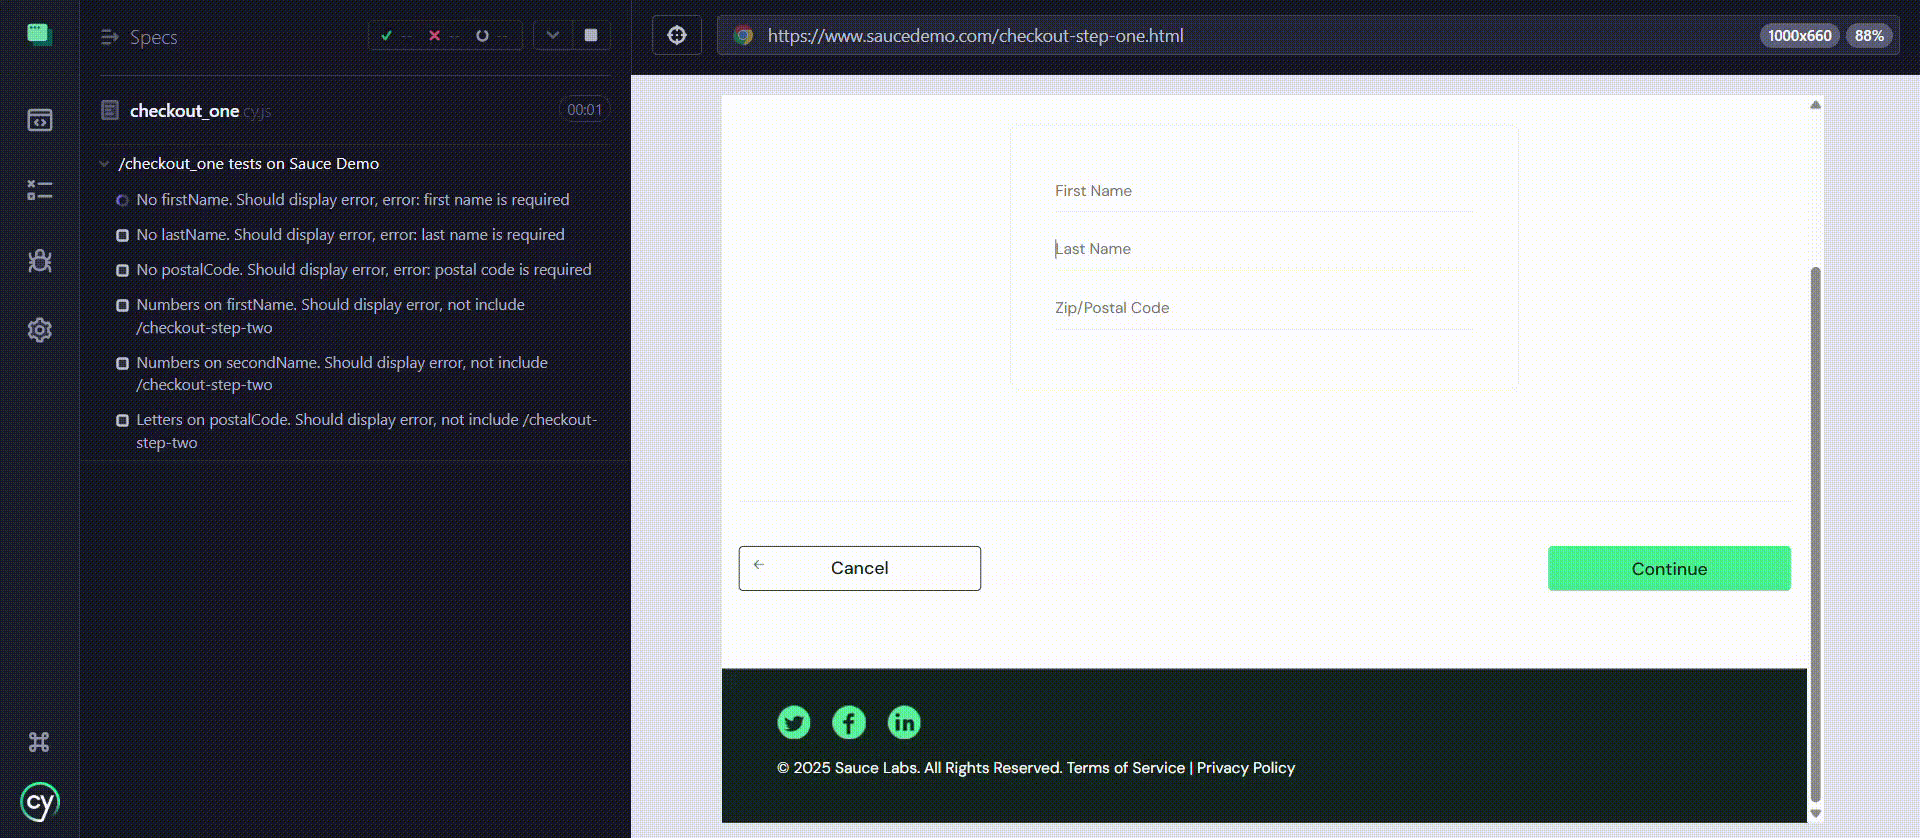 Specs
--
--
--
checkout_one cy.js
00:01
/checkout_one tests on Sauce Demo
No firstName. Should display error, error: first name is required
No lastName. Should display error, error: last name is required
No postalCode. Should display error, error: postal code is required
Numbers on firstName. Should display error, not include
/checkout-step-two
Numbers on secondName. Should display error, not include
/checkout-step-two
Letters on postalCode. Should display error, not include /checkout-
step-two
cy
https://www.saucedemo.com/checkout-step-one.html
1000x660
88%
First Name
Last Name
Zip/Postal Code
Cancel
Continue
© 2025 Sauce Labs. All Rights Reserved. Terms of Service | Privacy Policy